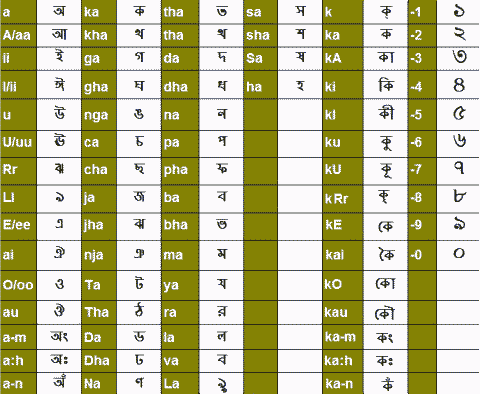 a অ ka ক tha ত sa স k ক্ -1 ১
A/aa আ kha খ tha থ sha শ ka ক -2 ২
ii ই ga গ da দ Sa ষ kA কা -3 ৩
I/ii ঈ gha ঘ dha ধ ha হ ki কি -4 ৪
u উ nga ঙ na ন kI কী -5 ৫
U/uu ঊ ca চ pa প ku কু -6 ৬
Rr ঋ cha ছ pha ফ kU কূ -7 ৭
LI ঌ ja জ ba ব kRr কৃ -8 ৮
E/ee এ jha ঝ bha ভ kE কে -9 ৯
ai ঐ nja ঞ ma ম kai কৈ -0 ০
O/oo ও Ta ট ya য kO কো
au ঔ Tha ঠ ra র kau কৌ
a-m অং Da ড la ল ka-m কং
a:h অঃ Dha ঢ va ব ka:h কঃ
a-n অঁ Na ণ La ka-n কঁ